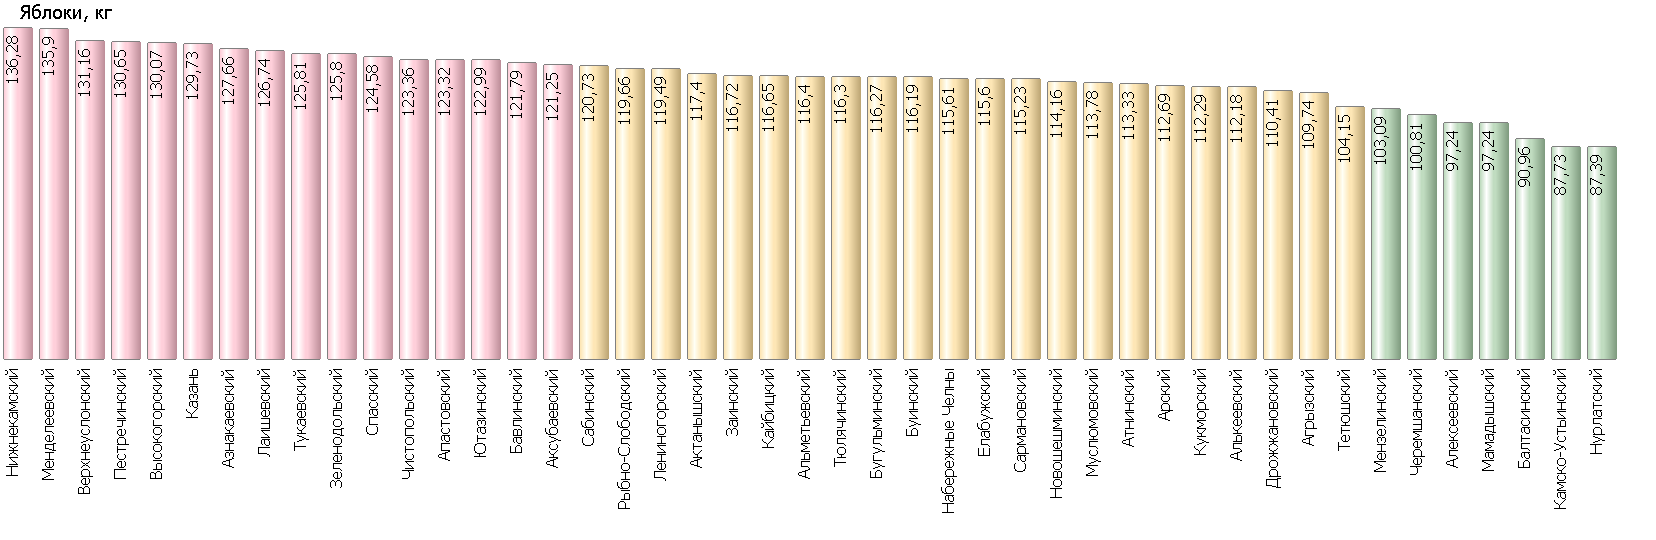 Яблоки, кг
136,28
135,9
131,16
130,65
130,07
129,73
127,66
126,74
125,81
125,8
124,58
123,36
123,32
122,99
121,79
121,25
120,73
119,66
119,49
117,4
116,72
116,65
116,4
116,3
116,27
116,19
115,61
115,6
115,23
114,16
113,78
113,33
112,69
112,29
112,18
110,41
109,74
104,15
103,09
100,81
97,24
97,24
90,96
87,73
87,39
Нижнекамский
Менделеевский
Верхнеуслонский
Пестречинский
Высокогорский
Казань
Азнакаевский
Лаишевский
Тукаевский
Зеленодольский
Спасский
Чистопольский
Апастовский
Ютазинский
Бавлинский
Аксубаевский
Сабинский
Рыбно-Слободский
Лениногорский
Актанышский
Заинский
Кайбицкий
Альметьевский
Тюлячинский
Бугульминский
Буинский
Набережные Челны
Елабужский
Сармановский
Новошешминский
Муслюмовский
Атнинский
Арский
Кукморский
Алькеевский
Дрожжановский
Агрызский
Тетюшский
Мензелинский
Черемшанский
Алексеевский
Мамадышский
Балтасинский
Камско-Устьинский
Нурлатский